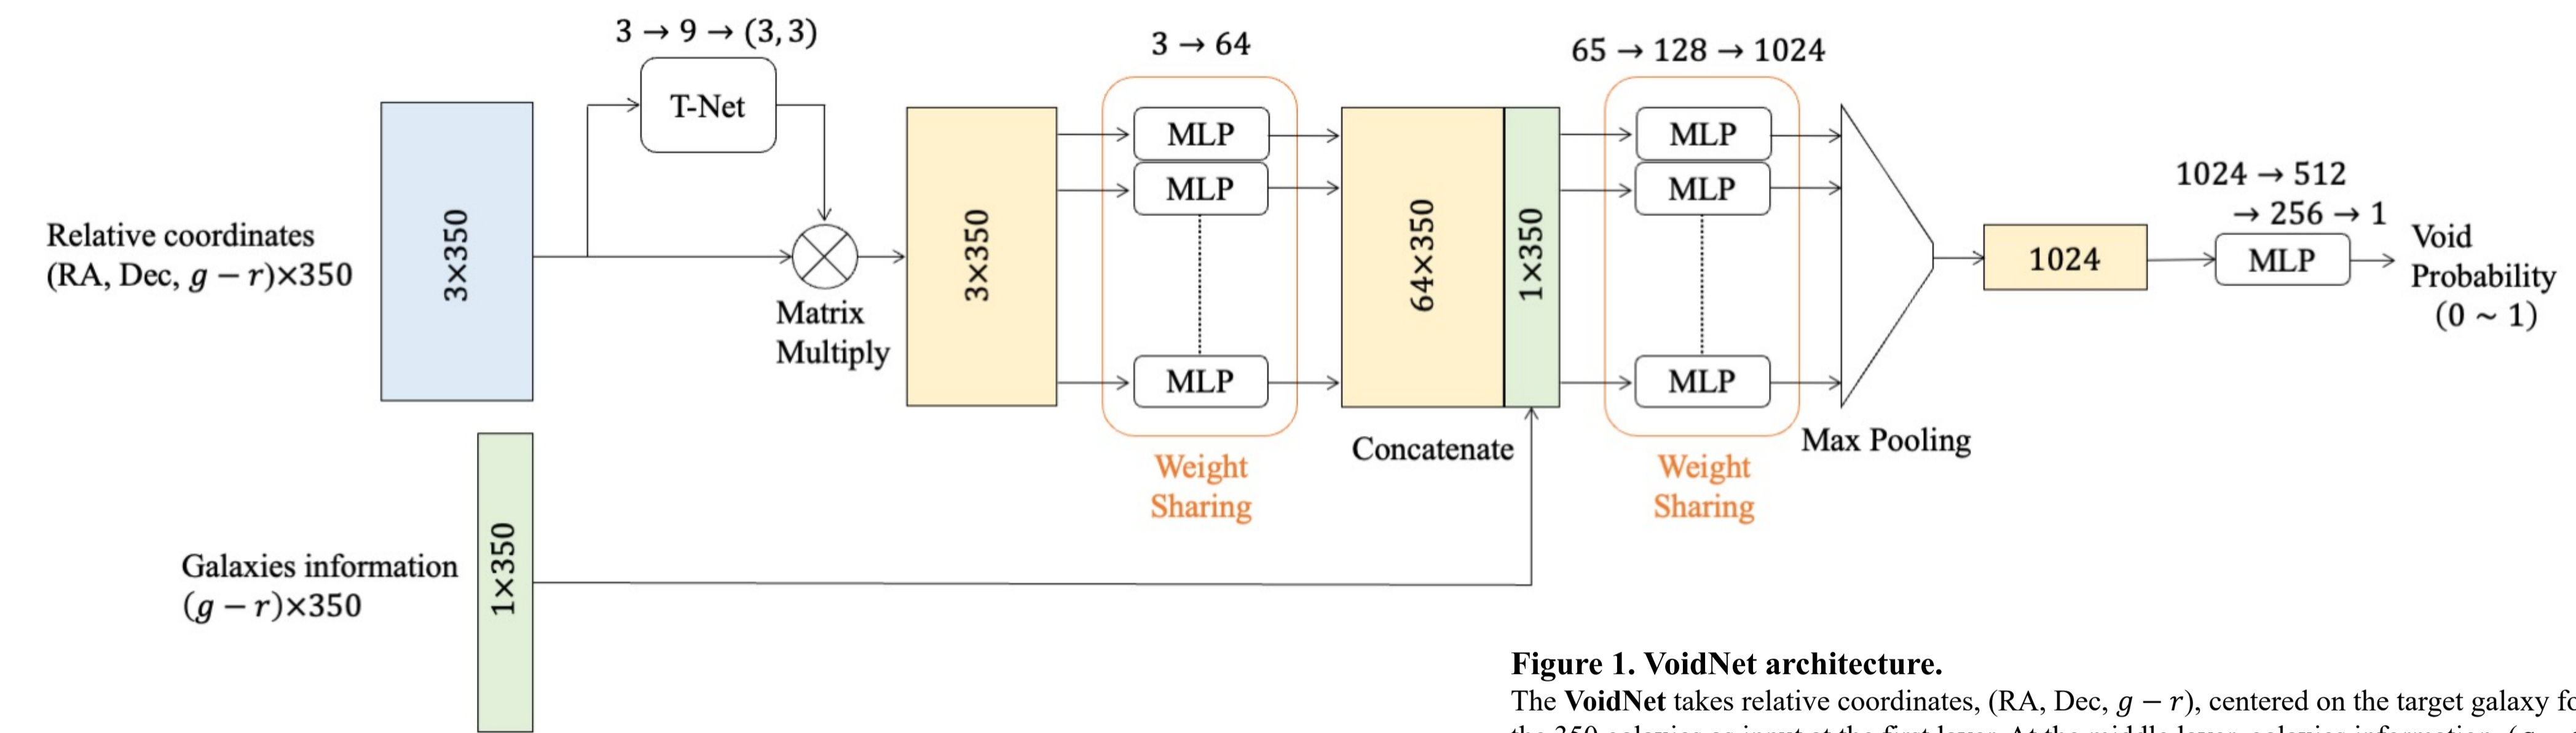 3 → 9 → (3, 3)
T-Net
Relative coordinates
(RA, Dec, g − r)×350
3×350
Matrix
Multiply
3×350
3 → 64
MLP
MLP
MLP
Weight
Sharing
64×350
1×350
Concatenate
65 → 128 → 1024
MLP
MLP
MLP
Weight
Sharing
Max Pooling
1024
1024 → 512
→ 256 → 1
MLP
Void
Probability
(0 ~ 1)
Galaxies information
(g − r)×350
1×350
Figure 1. VoidNet architecture.
The VoidNet takes relative coordinates, (RA, Dec, g − r), centered on the target galaxy